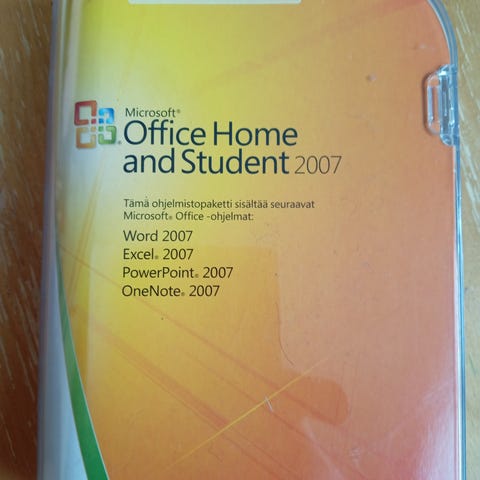 Microsoft®
Office Home
and Student 2007
Tämä ohjelmistopaketti sisältää seuraavat
Microsoft® Office -ohjelmat:
Word 2007
Excel® 2007
PowerPoint® 2007
OneNote® 2007